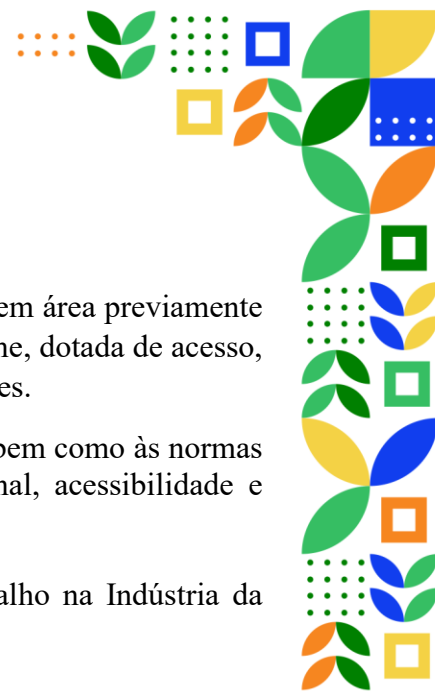 em área previamente
ne, dotada de acesso,
es.
bem como às normas
nal, acessibilidade e
alho na Indústria da